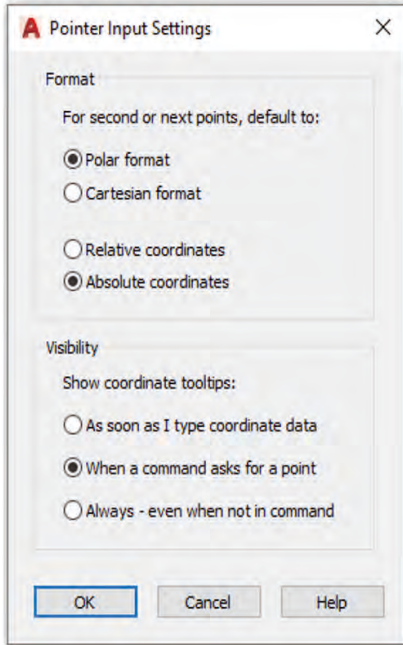 A Pointer Input Settings
Format
For second or next points, default to:
Polar format
Cartesian format
Relative coordinates
Absolute coordinates
Visibility
Show coordinate tooltips:
As soon as I type coordinate data
When a command asks for a point
Always - even when not in command
OK Cancel Help